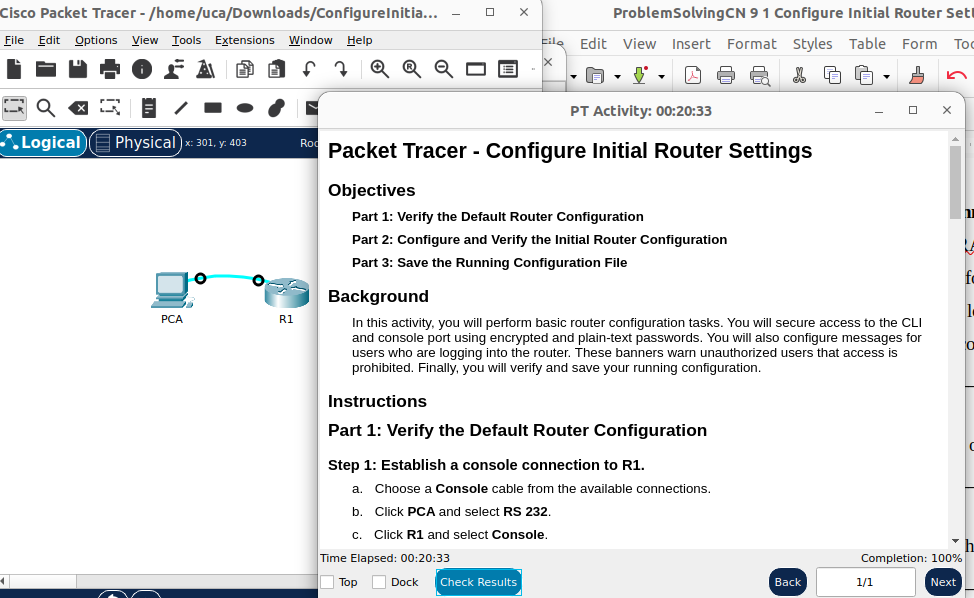 Cisco Packet Tracer - /home/uca/Downloads/ConfigureInitia...
File Edit Options View Tools Extensions Window Help
Logical
Physical
x: 301, y: 403
PCA
R1
ProblemSolvingCN 9 1 Configure Initial Router Sett
File Edit View Insert Format Styles Table Form Too
PT Activity: 00:20:33
Packet Tracer - Configure Initial Router Settings
Objectives
Part 1: Verify the Default Router Configuration
Part 2: Configure and Verify the Initial Router Configuration
Part 3: Save the Running Configuration File
Background
In this activity, you will perform basic router configuration tasks. You will secure access to the CLI
and console port using encrypted and plain-text passwords. You will also configure messages for
users who are logging into the router. These banners warn unauthorized users that access is
prohibited. Finally, you will verify and save your running configuration.
Instructions
Part 1: Verify the Default Router Configuration
Step 1: Establish a console connection to R1.
a. Choose a Console cable from the available connections.
b. Click PCA and select RS 232.
c. Click R1 and select Console.
Time Elapsed: 00:20:33
Completion: 100%
Top
Dock
Check Results
Back
1/1
Next